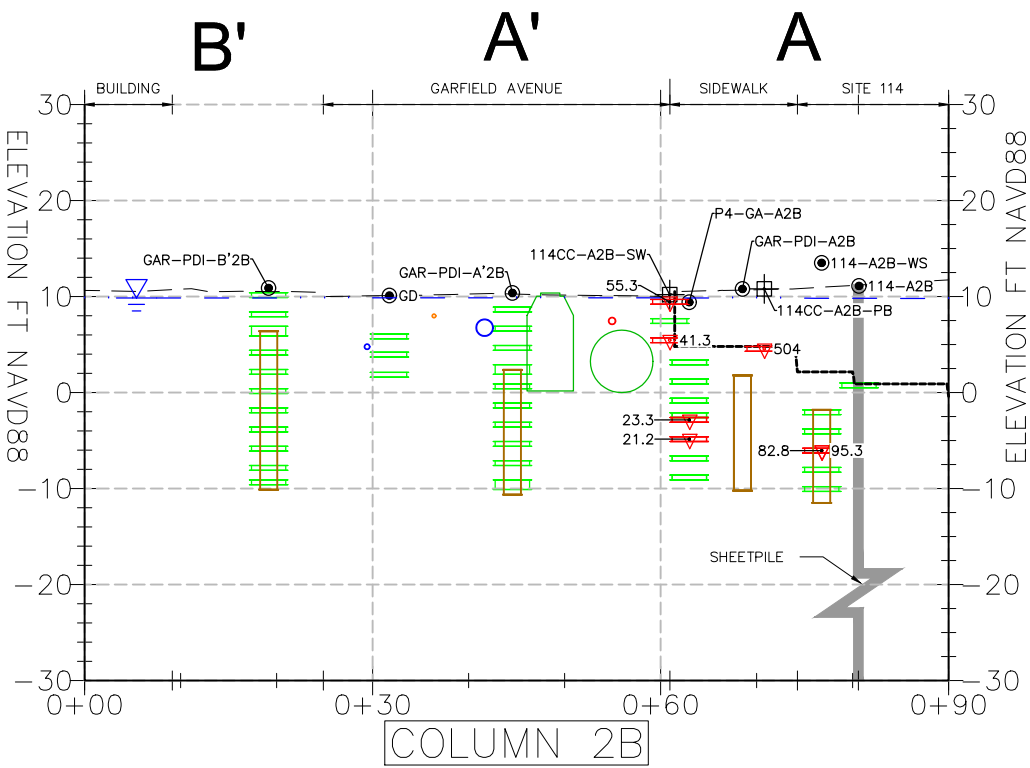 B' A' A
BUILDING GARFIELD AVENUE SIDEWALK SITE 114
30 30
20 20
P4-GA-A2B
GAR-PDI-A2B
114CC-A2B-SW
GAR-PDI-B'2B
GAR-PDI-A'2B
114-A2B-WS
55.3
114-A2B
10 GD 10
114CC-A2B-PB
41.3
504
0 0
23.3
21.2
82.8 95.3
-10 -10
SHEETPILE
-20 -20
-30 -30
0+00 0+30 0+60 0+90
ELEVATION FT NAVD88
ELEVATION FT NAVD88
COLUMN 2B